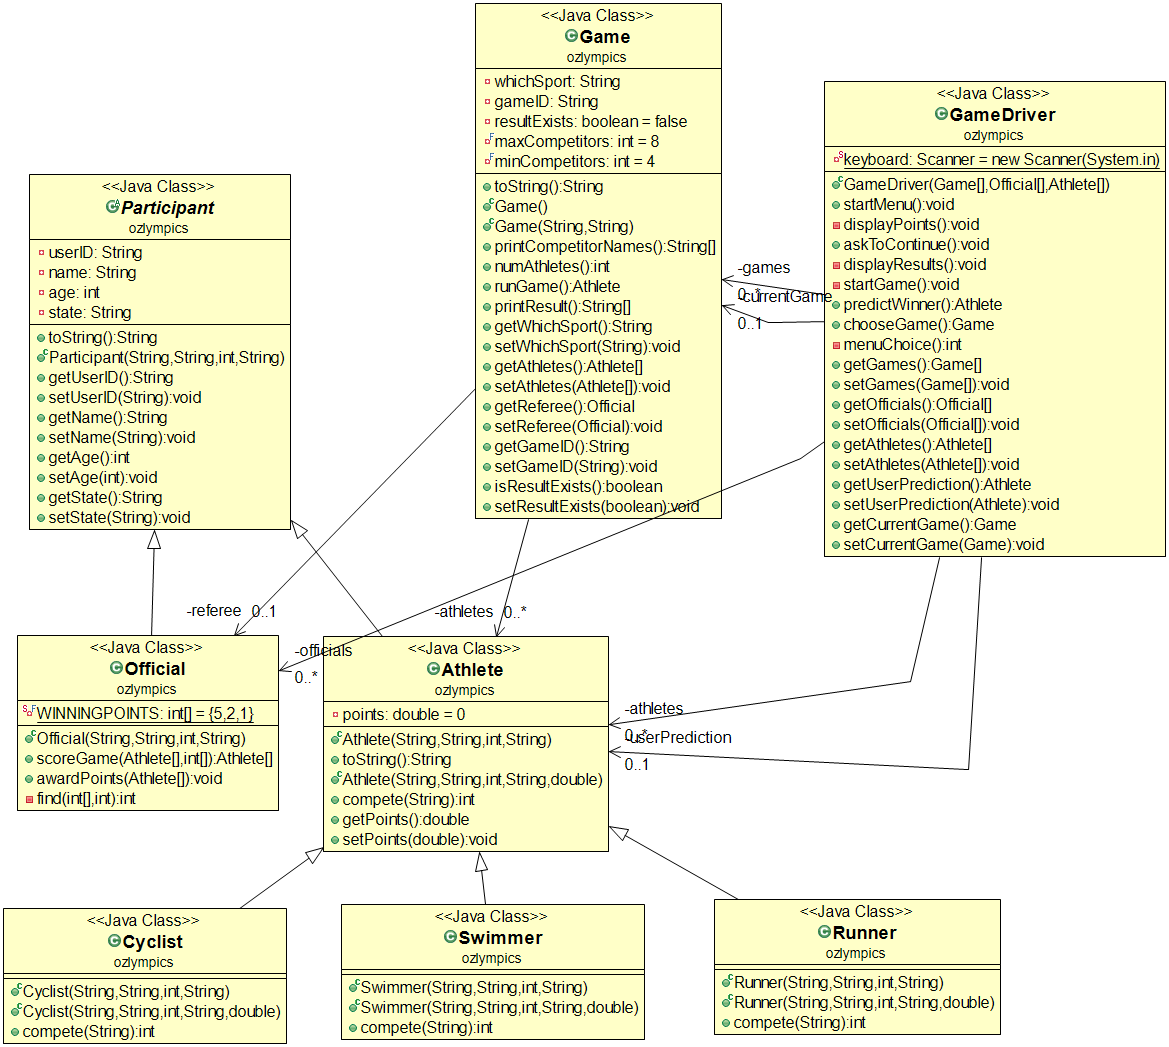 <<Java Class>>
Game
ozlympics
whichSport: String
gameID: String
resultExists: boolean = false
maxCompetitors: int = 8
minCompetitors: int = 4
toString():String
Game()
Game(String,String)
printCompetitorNames():String[]
numAthletes():int
runGame():Athlete
printResult():String[]
getWhichSport():String
setWhichSport(String):void
getAthletes():Athlete[]
setAthletes(Athlete[]):void
getReferee():Official
setReferee(Official):void
getGameID():String
setGameID(String):void
isResultExists():boolean
setResultExists(boolean):void
<<Java Class>>
GameDriver
ozlympics
keyboard: Scanner = new Scanner(System.in)
GameDriver(Game[],Official[],Athlete[])
startMenu():void
displayPoints():void
askToContinue():void
displayResults():void
startGame():void
predictWinner():Athlete
chooseGame():Game
menuChoice():int
getGames():Game[]
setGames(Game[]):void
getOfficials():Official[]
setOfficials(Official[]):void
getAthletes():Athlete[]
setAthletes(Athlete[]):void
getUserPrediction():Athlete
setUserPrediction(Athlete):void
getCurrentGame():Game
setCurrentGame(Game):void
<<Java Class>>
Participant
ozlympics
userID: String
name: String
age: int
state: String
toString():String
Participant(String,String,int,String)
getUserID():String
setUserID(String):void
getName():String
setName(String):void
getAge():int
setAge(int):void
getState():String
setState(String):void
-games
0..*
-currentGame
0..1
-referee 0..1
-athletes 0..*
-officials
0..*
-athletes
0..*
-userPrediction
0..1
<<Java Class>>
Official
ozlympics
WINNINGPOINTS: int[] = {5,2,1}
Official(String,String,int,String)
scoreGame(Athlete[],int[]):Athlete[]
awardPoints(Athlete[]):void
find(int[],int):int
<<Java Class>>
Athlete
ozlympics
points: double = 0
Athlete(String,String,int,String)
toString():String
Athlete(String,String,int,String,double)
compete(String):int
getPoints():double
setPoints(double):void
<<Java Class>>
Cyclist
ozlympics
Cyclist(String,String,int,String)
Cyclist(String,String,int,String,double)
compete(String):int
<<Java Class>>
Swimmer
ozlympics
Swimmer(String,String,int,String)
Swimmer(String,String,int,String,double)
compete(String):int
<<Java Class>>
Runner
ozlympics
Runner(String,String,int,String)
Runner(String,String,int,String,double)
compete(String):int